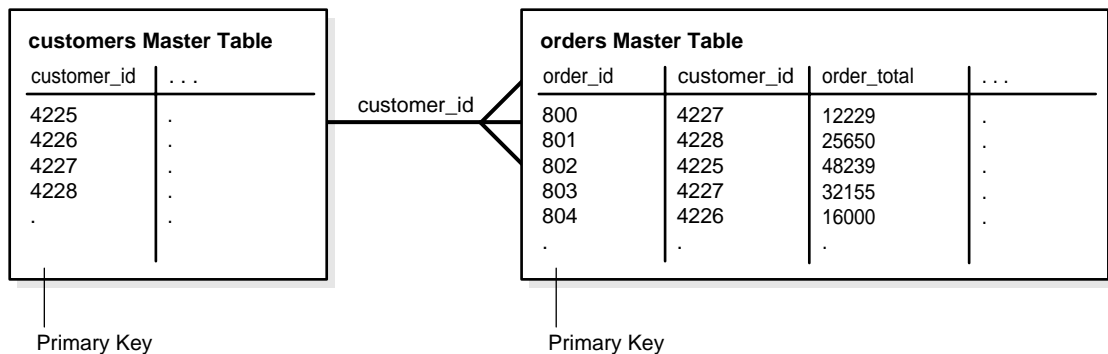 customers Master Table
customer_id . . .
4225 .
4226 .
4227 .
4228 .
. .
customer_id
orders Master Table
order_id customer_id order_total . . .
800 4227 12229 .
801 4228 25650 .
802 4225 48239 .
803 4227 32155 .
804 4226 16000 .
. . .
Primary Key
Primary Key